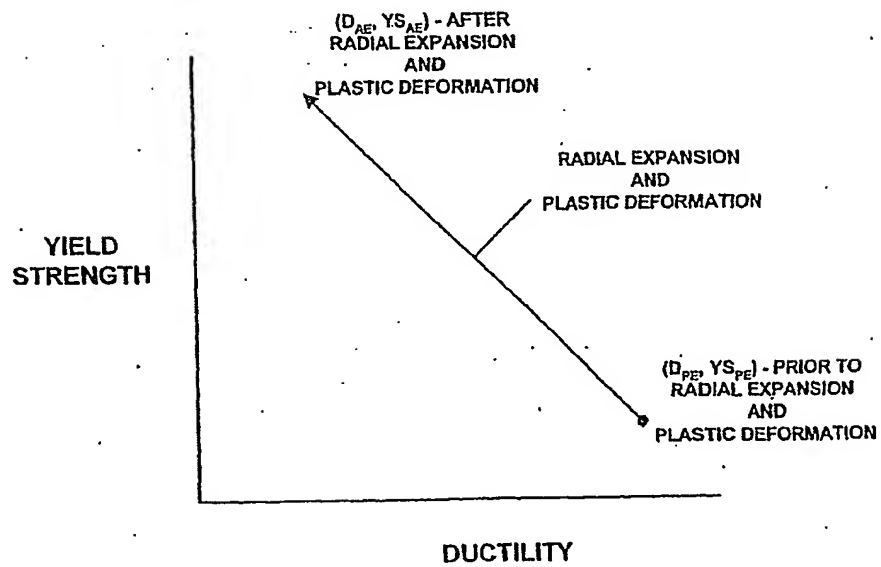 (D_AE, YS_AE) - AFTER
RADIAL EXPANSION
AND
PLASTIC DEFORMATION
RADIAL EXPANSION
AND
PLASTIC DEFORMATION
YIELD
STRENGTH
(D_PE, YS_PE) - PRIOR TO
RADIAL EXPANSION
AND
PLASTIC DEFORMATION
DUCTILITY